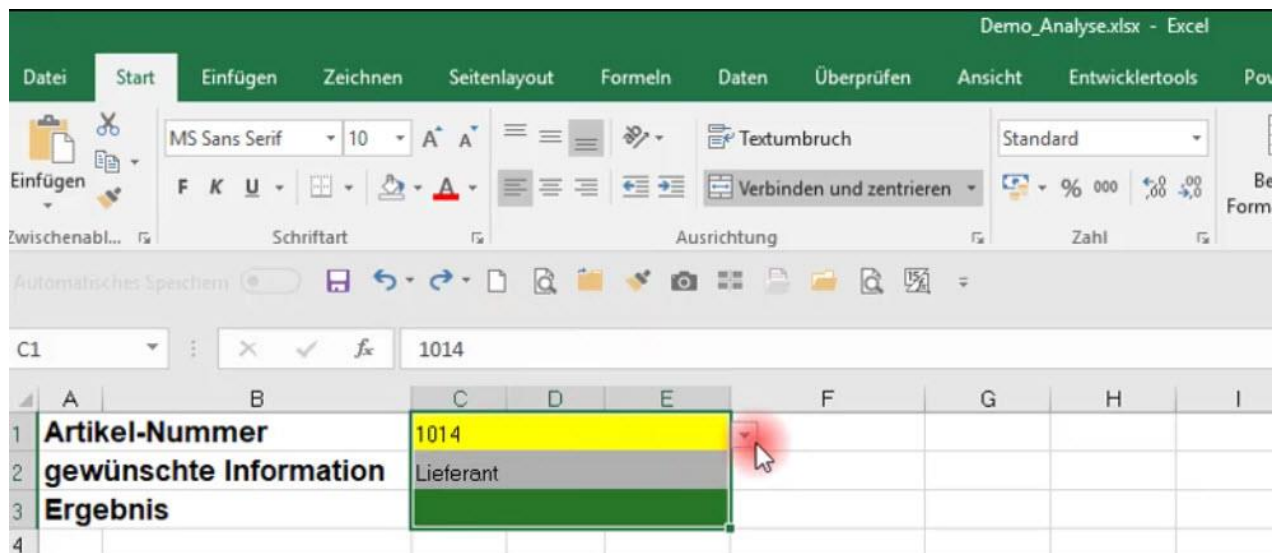 Demo_Analyse.xlsx - Excel
Datei Start Einfügen Zeichnen Seitenlayout Formeln Daten Überprüfen Ansicht Entwicklertools
MS Sans Serif 10 Textumbruch Standard
Einfügen F K U Verbinden und zentrieren % 000
Zwischenabl... Schriftart Ausrichtung Zahl
Automatisches Speichern
C1 fx 1014
A B C D E F G H I
1 Artikel-Nummer 1014
2 gewünschte Information Lieferant
3 Ergebnis
4